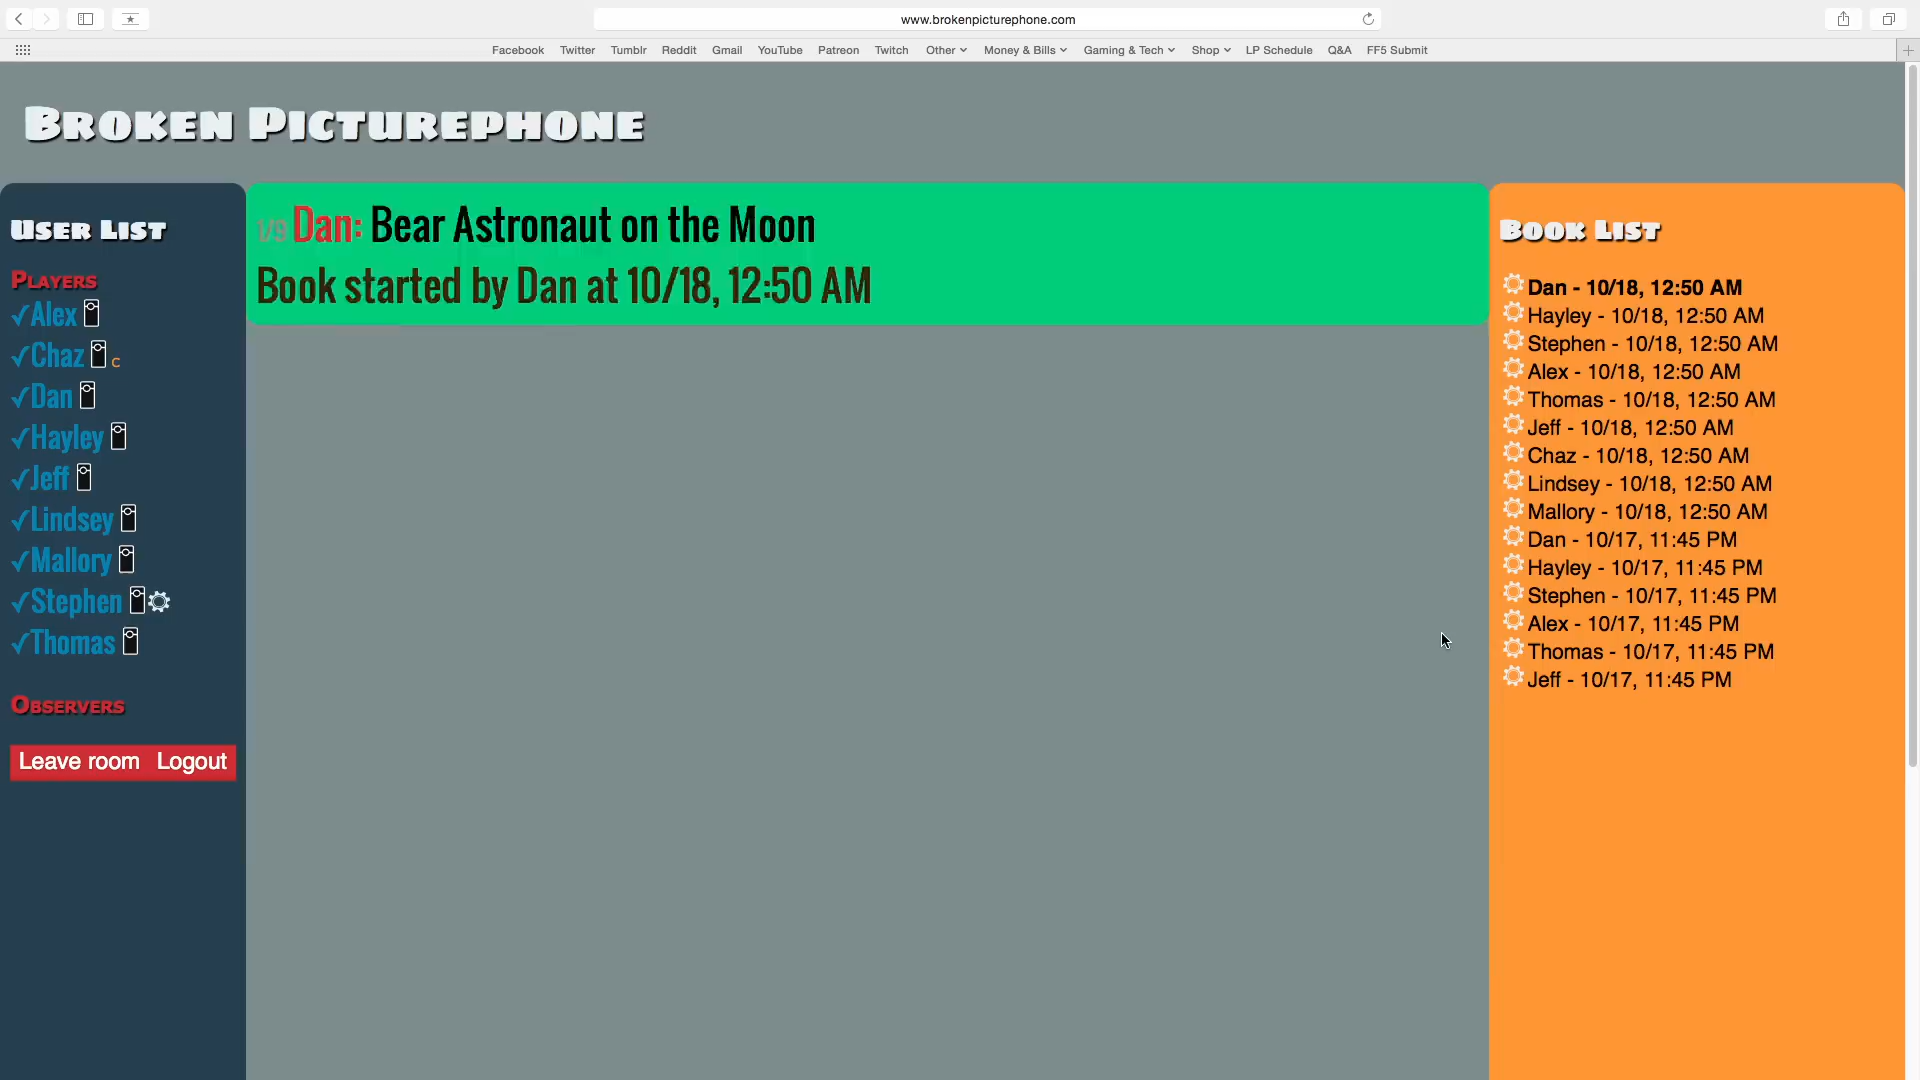 www.brokenpicturephone.com
Facebook Twitter Tumblr Reddit Gmail YouTube Patreon Twitch Other Money & Bills Gaming & Tech Shop LP Schedule Q&A FF5 Submit
Broken Picturephone
User List
Players
✓Alex
✓Chaz c
✓Dan
✓Hayley
✓Jeff
✓Lindsey
✓Mallory
✓Stephen
✓Thomas
Observers
Leave room Logout
1/9 Dan: Bear Astronaut on the Moon
Book started by Dan at 10/18, 12:50 AM
Book List
Dan - 10/18, 12:50 AM
Hayley - 10/18, 12:50 AM
Stephen - 10/18, 12:50 AM
Alex - 10/18, 12:50 AM
Thomas - 10/18, 12:50 AM
Jeff - 10/18, 12:50 AM
Chaz - 10/18, 12:50 AM
Lindsey - 10/18, 12:50 AM
Mallory - 10/18, 12:50 AM
Dan - 10/17, 11:45 PM
Hayley - 10/17, 11:45 PM
Stephen - 10/17, 11:45 PM
Alex - 10/17, 11:45 PM
Thomas - 10/17, 11:45 PM
Jeff - 10/17, 11:45 PM